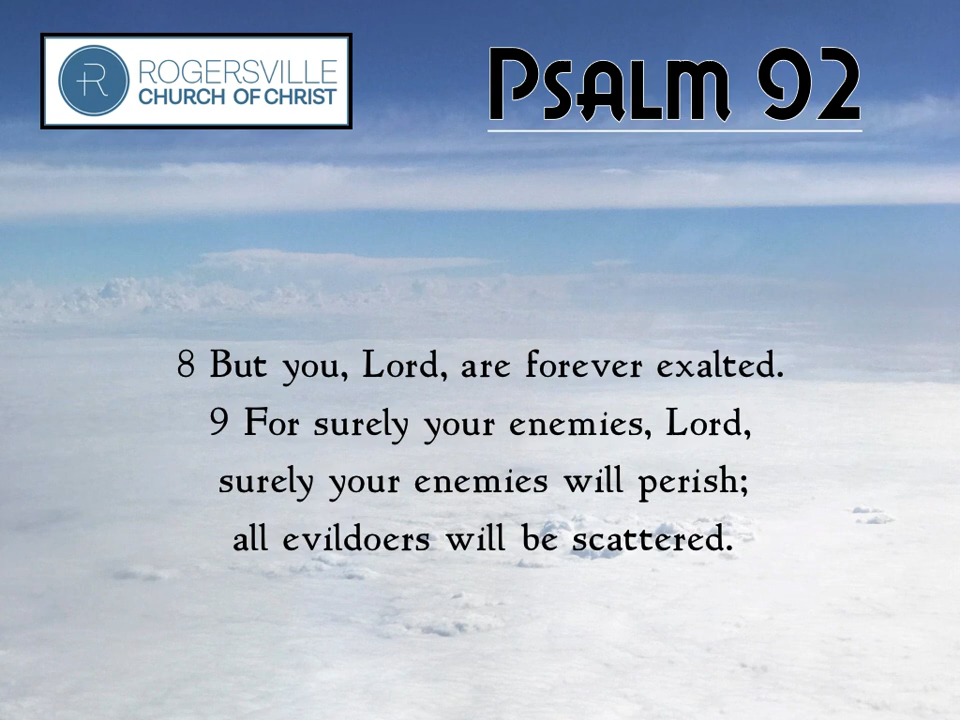 ROGERSVILLE
CHURCH OF CHRIST
PSALM 92
8 But you, Lord, are forever exalted.
9 For surely your enemies, Lord,
surely your enemies will perish;
all evildoers will be scattered.